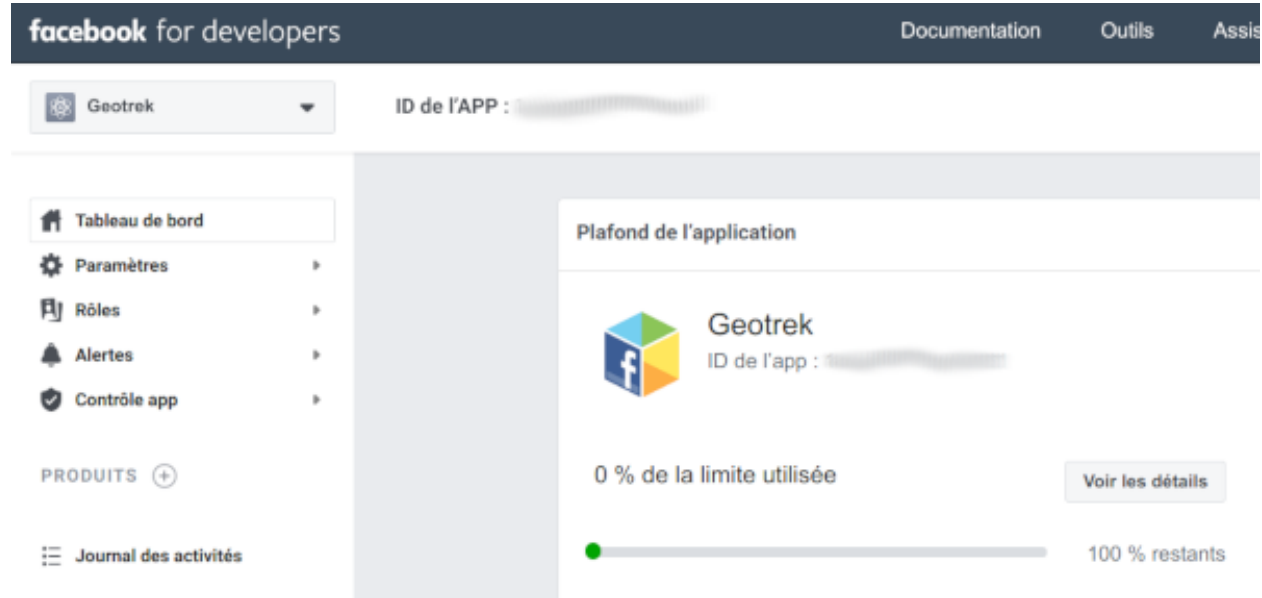 facebook for developers
Documentation
Outils
Geotrek
ID de l'APP :
Tableau de bord
Paramètres
Rôles
Alertes
Contrôle app
PRODUITS
Journal des activités
Plafond de l'application
Geotrek
ID de l'app :
0 % de la limite utilisée
Voir les détails
100 % restants